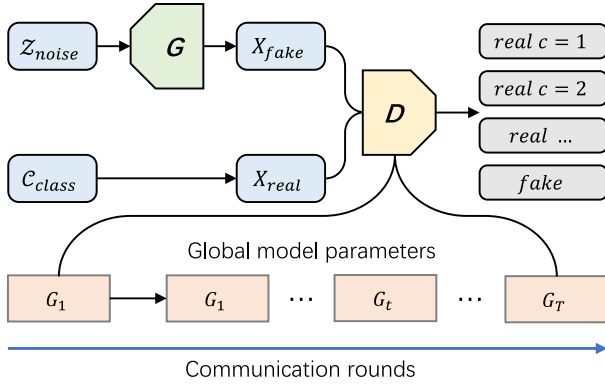 𝒵_noise
G
X_fake
real c = 1
real c = 2
D
real ...
𝒞_class
X_real
fake
Global model parameters
G_1
G_1
...
G_t
...
G_T
Communication rounds